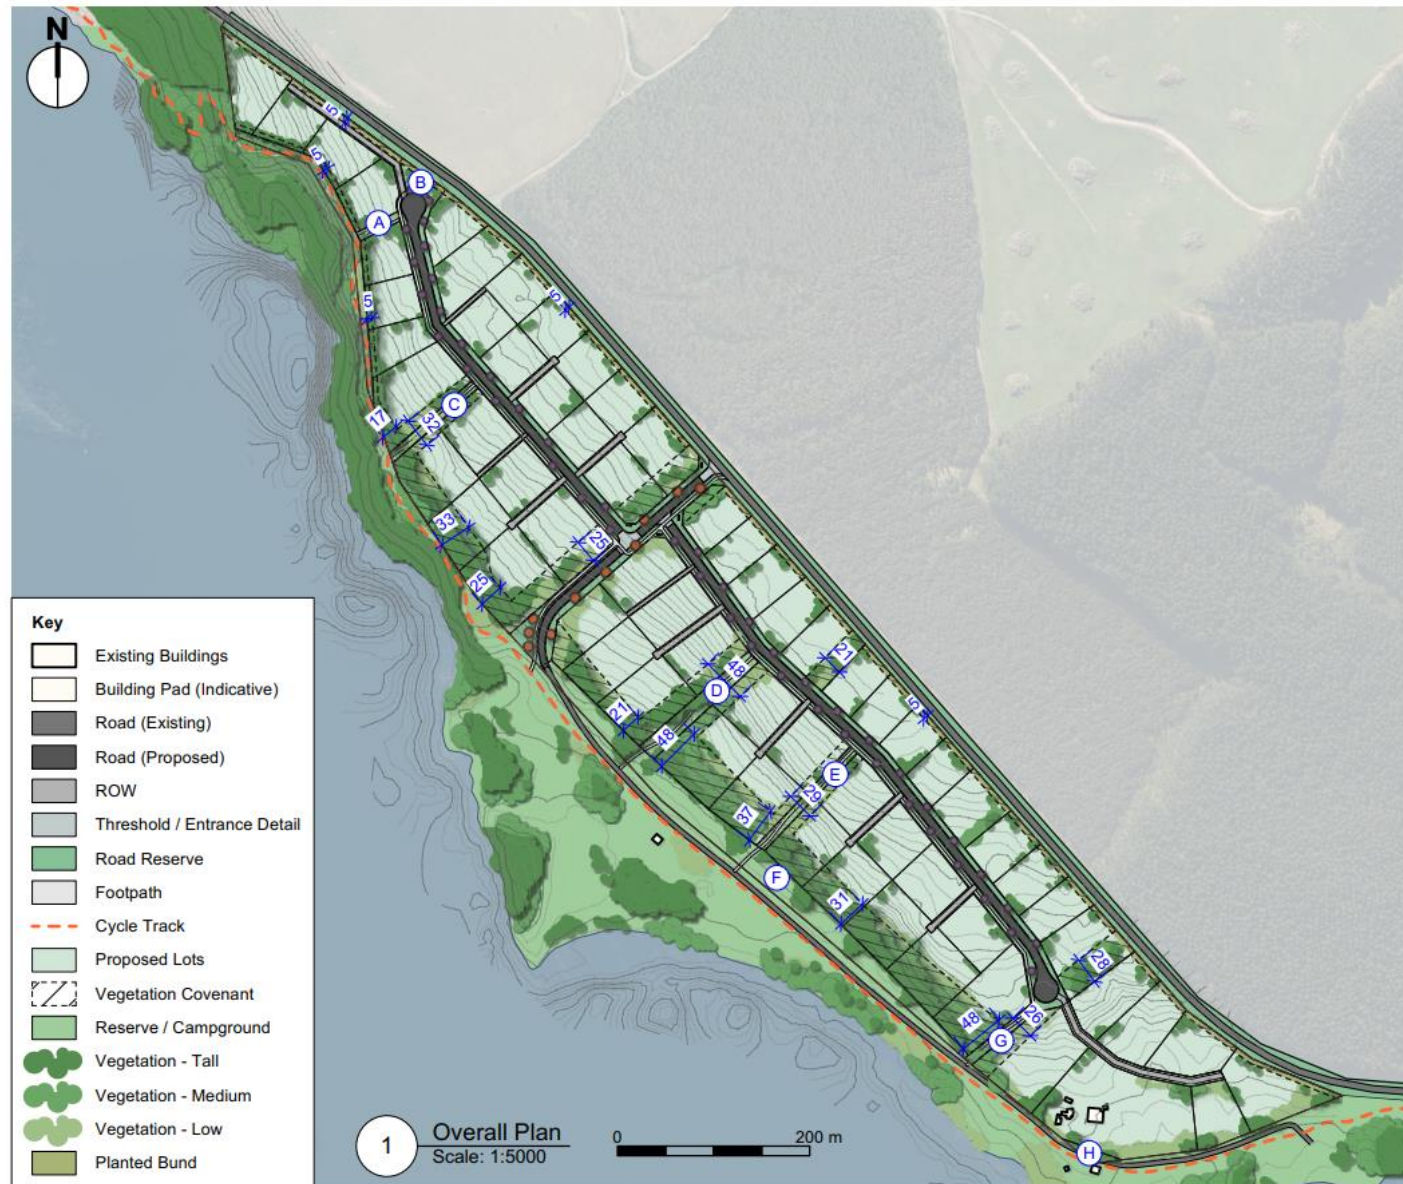 N
5
5
B
A
5
5
C
17
32
33
25
25
21
48
D
21
48
5
E
29
37
F
31
28
48
26
G
H
Key
Existing Buildings
Building Pad (Indicative)
Road (Existing)
Road (Proposed)
ROW
Threshold / Entrance Detail
Road Reserve
Footpath
Cycle Track
Proposed Lots
Vegetation Covenant
Reserve / Campground
Vegetation - Tall
Vegetation - Medium
Vegetation - Low
Planted Bund
1
Overall Plan
Scale: 1:5000
0 200 m